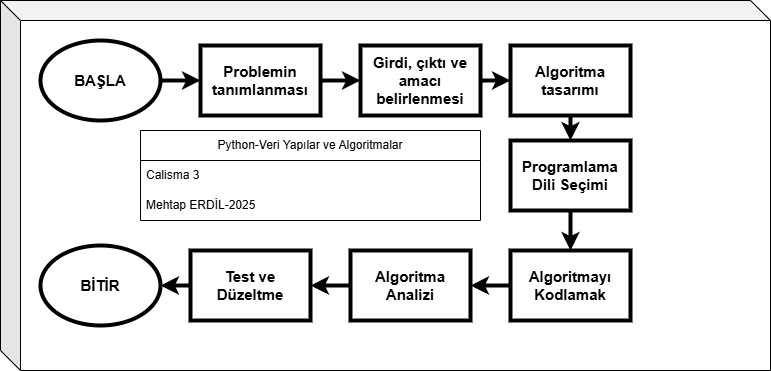 BAŞLA
Problemin
tanımlanması
Girdi, çıktı ve
amacı
belirlenmesi
Algoritma
tasarımı
Python-Veri Yapılar ve Algoritmalar
Calisma 3
Mehtap ERDİL-2025
Programlama
Dili Seçimi
Algoritmayı
Kodlamak
Algoritma
Analizi
Test ve
Düzeltme
BİTİR